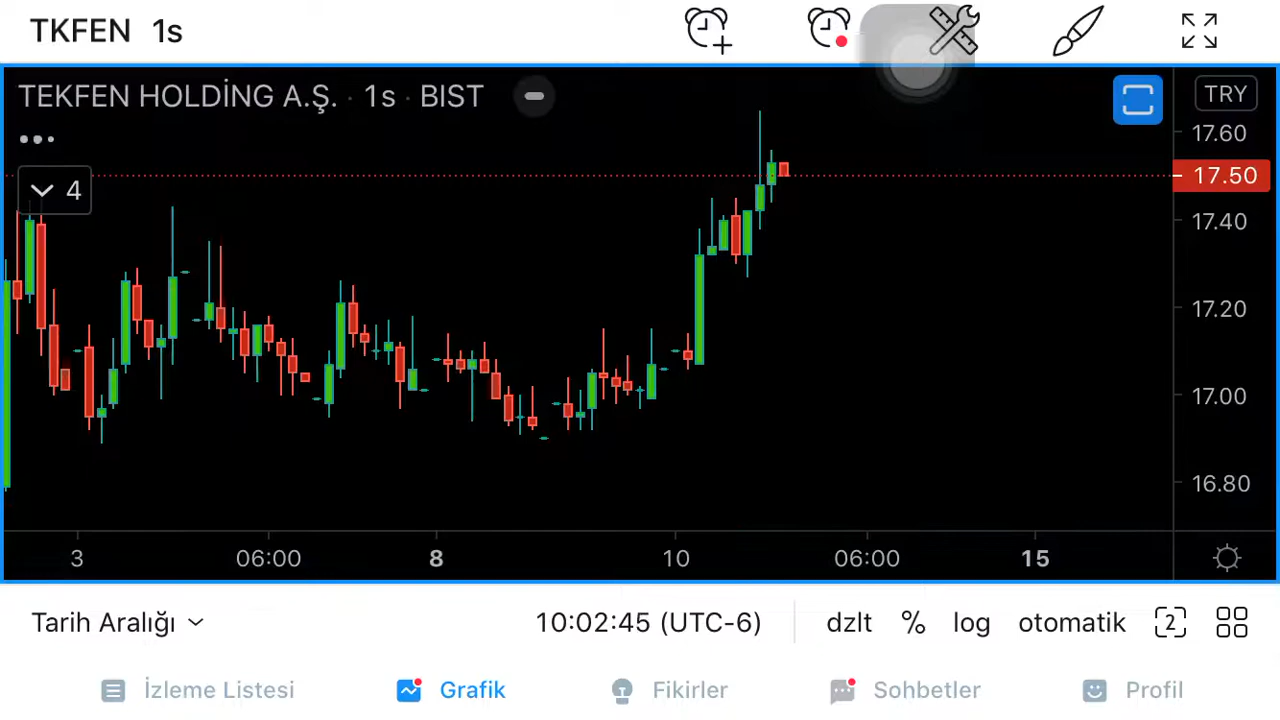 TKFEN 1s
TEKFEN HOLDİNG A.Ş. · 1s · BIST
TRY
4
17.60
17.50
17.40
17.20
17.00
16.80
3 06:00 8 10 06:00 15
Tarih Aralığı 10:02:45 (UTC-6) dzlt % log otomatik 2
İzleme Listesi Grafik Fikirler Sohbetler Profil